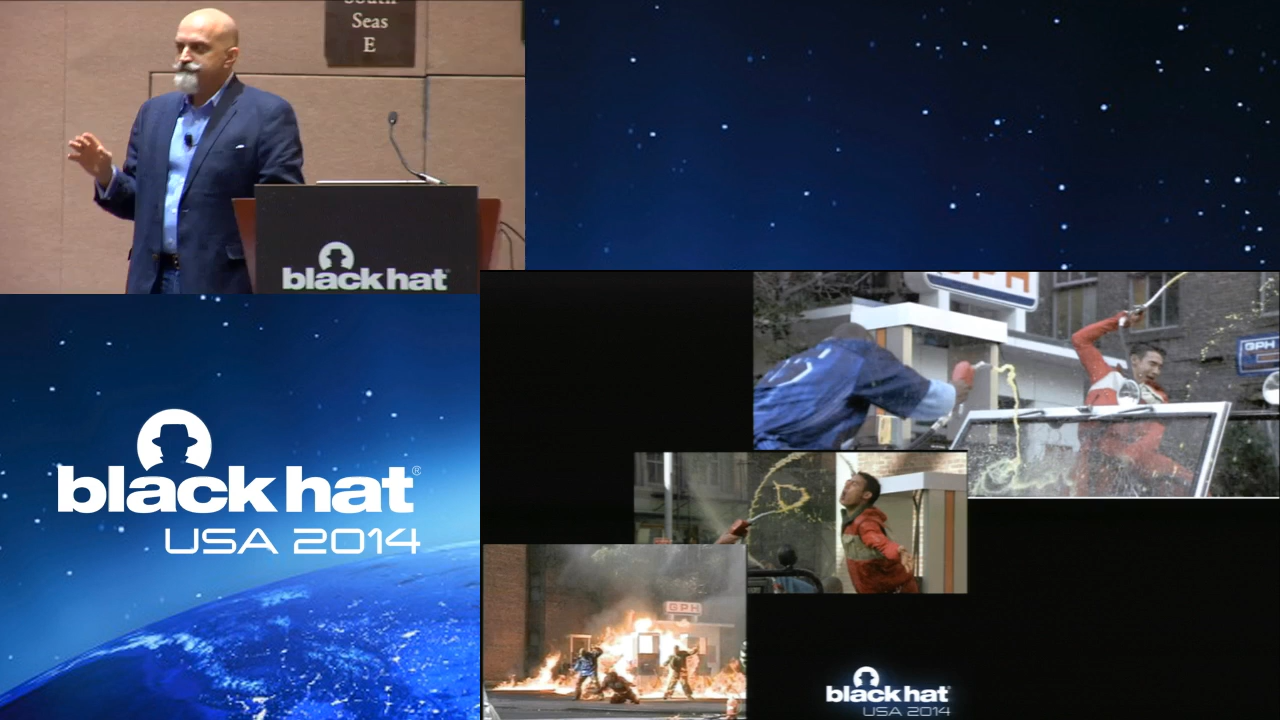 South
Seas
E
black hat®
black hat®
USA 2014
GPH
GPH
GPH
black hat
USA 2014